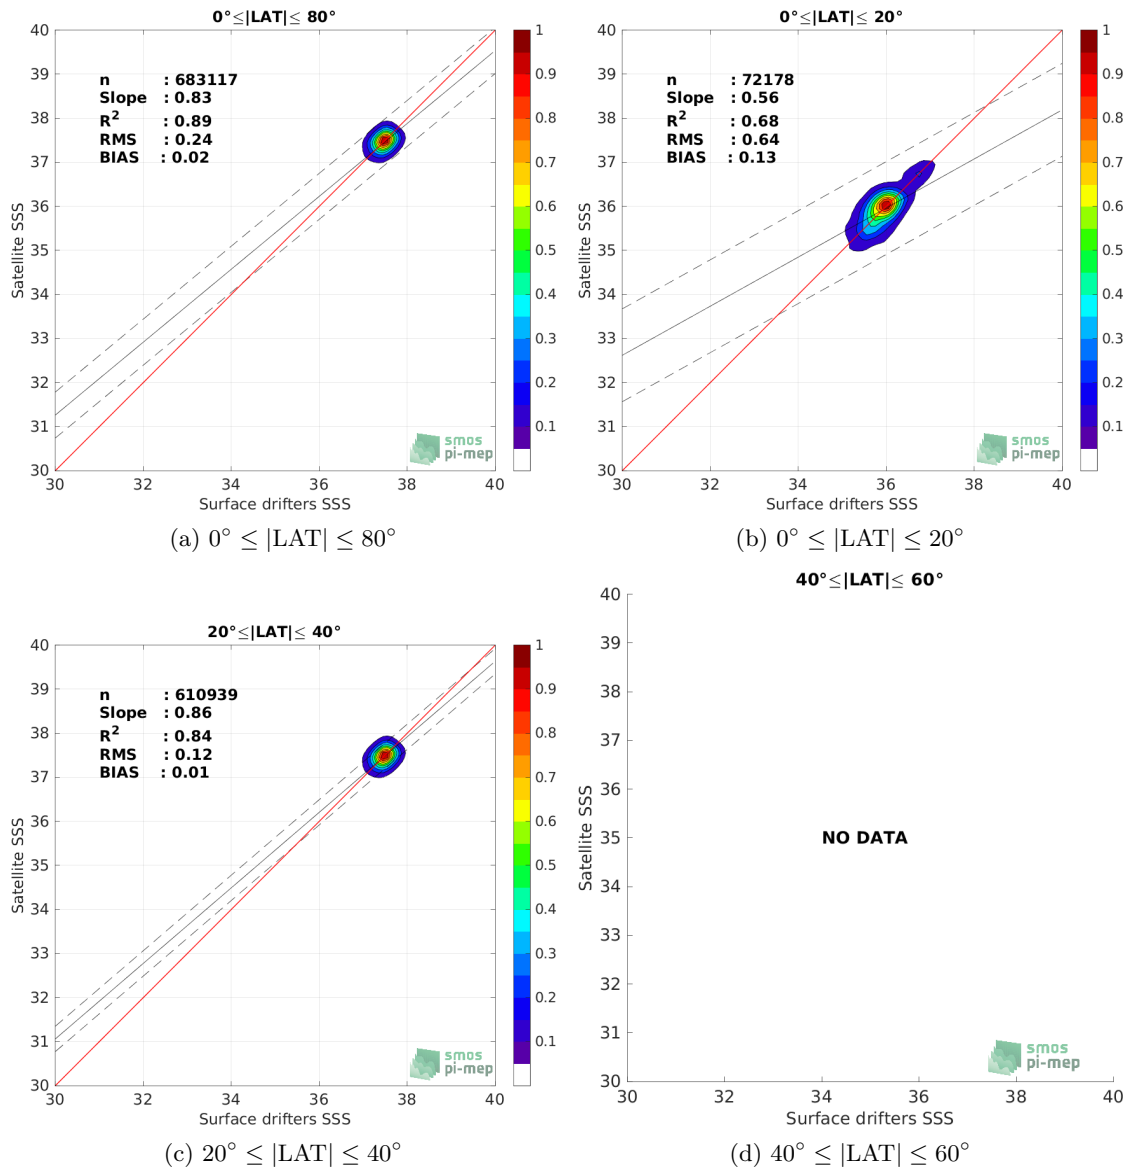 0°≤|LAT|≤ 80°
40
39
38
37
36
35
34
33
32
31
30
Satellite SSS
n : 683117
Slope : 0.83
R² : 0.89
RMS : 0.24
BIAS : 0.02
smos
pi-mep
30 32 34 36 38 40
Surface drifters SSS
1
0.9
0.8
0.7
0.6
0.5
0.4
0.3
0.2
0.1
(a) 0° ≤ |LAT| ≤ 80°
0°≤|LAT|≤ 20°
40
39
38
37
36
35
34
33
32
31
30
Satellite SSS
n : 72178
Slope : 0.56
R² : 0.68
RMS : 0.64
BIAS : 0.13
smos
pi-mep
30 32 34 36 38 40
Surface drifters SSS
1
0.9
0.8
0.7
0.6
0.5
0.4
0.3
0.2
0.1
(b) 0° ≤ |LAT| ≤ 20°
20°≤|LAT|≤ 40°
40
39
38
37
36
35
34
33
32
31
30
Satellite SSS
n : 610939
Slope : 0.86
R² : 0.84
RMS : 0.12
BIAS : 0.01
smos
pi-mep
30 32 34 36 38 40
Surface drifters SSS
1
0.9
0.8
0.7
0.6
0.5
0.4
0.3
0.2
0.1
(c) 20° ≤ |LAT| ≤ 40°
40°≤|LAT|≤ 60°
40
39
38
37
36
35
34
33
32
31
30
Satellite SSS
NO DATA
smos
pi-mep
30 32 34 36 38 40
Surface drifters SSS
(d) 40° ≤ |LAT| ≤ 60°